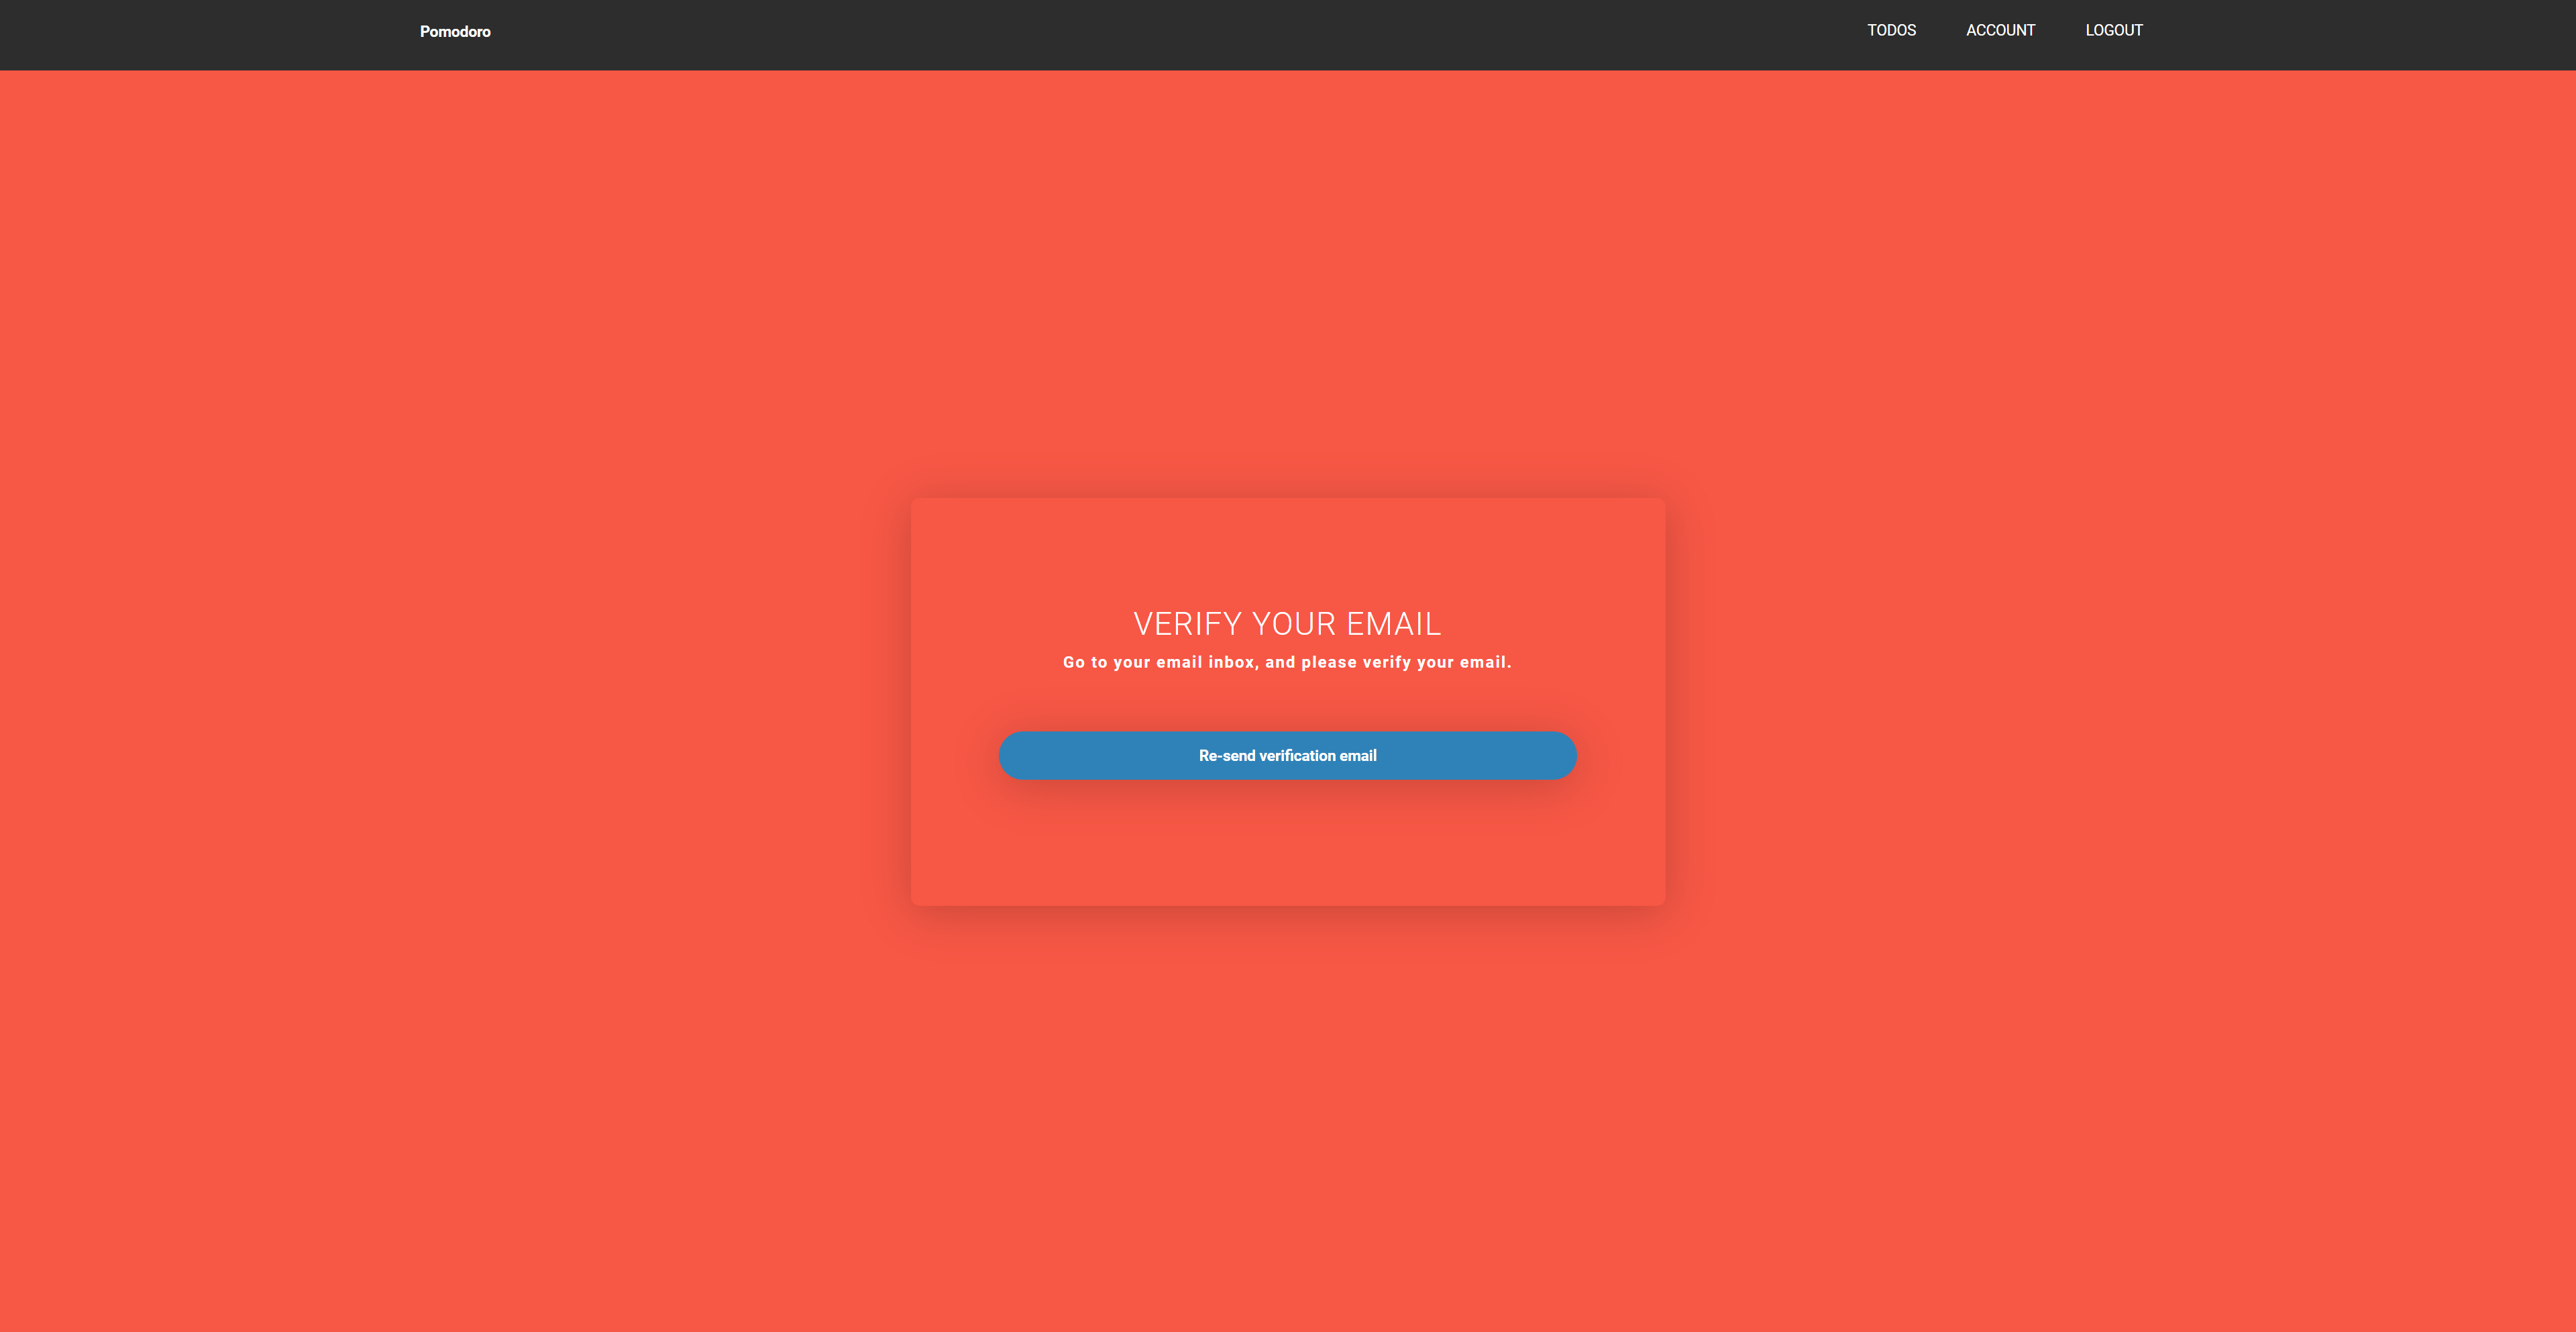 Pomodoro
TODOS ACCOUNT LOGOUT
VERIFY YOUR EMAIL
Go to your email inbox, and please verify your email.
Re-send verification email